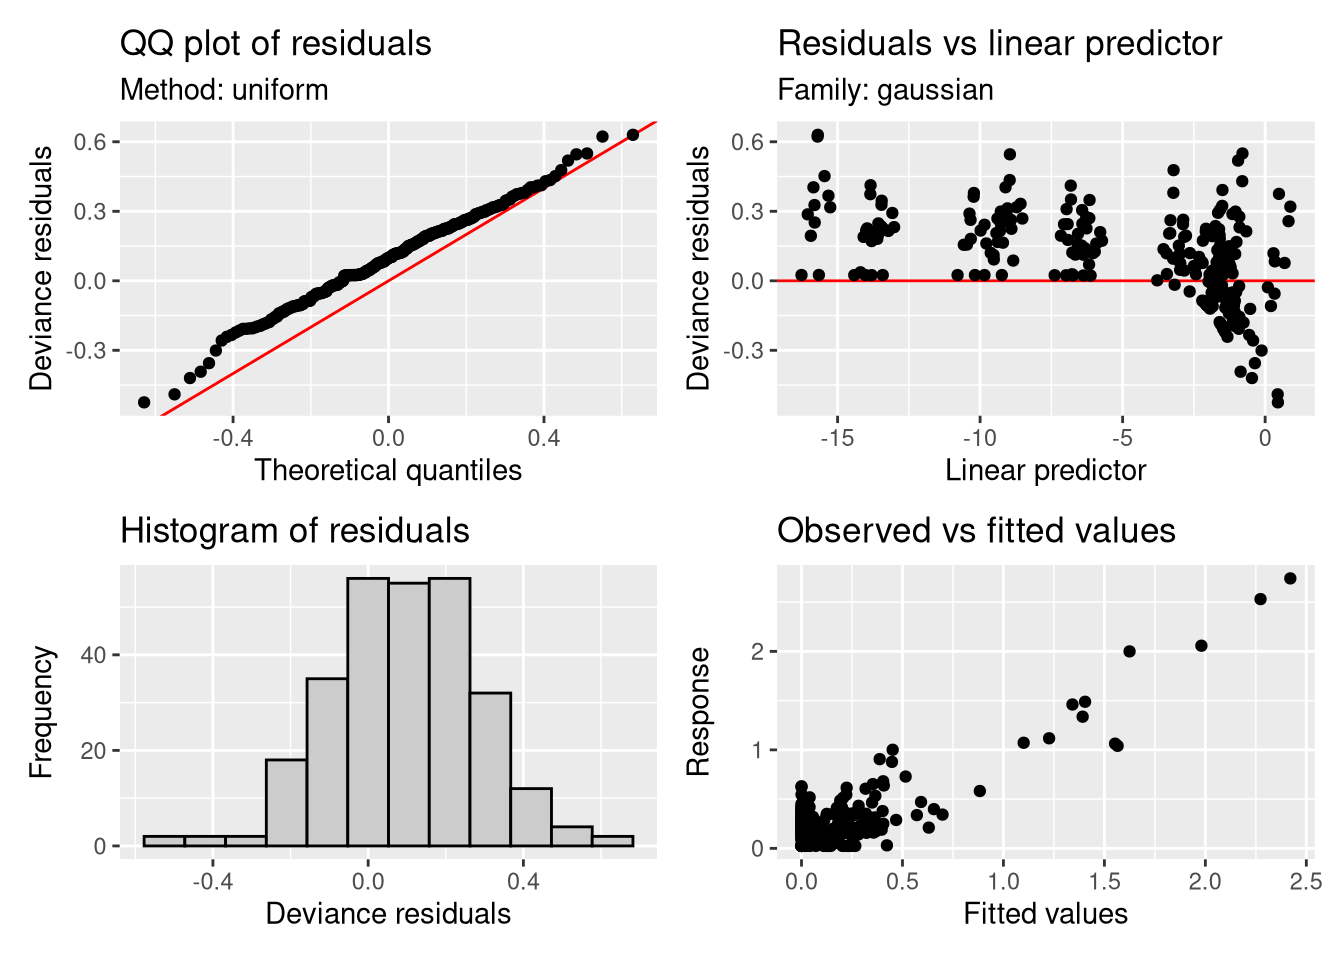 QQ plot of residuals
Method: uniform
Deviance residuals
0.6
0.3
0.0
-0.3
-0.4
0.0
0.4
Theoretical quantiles
Residuals vs linear predictor
Family: gaussian
Deviance residuals
0.6
0.3
0.0
-0.3
-15
-10
-5
0
Linear predictor
Histogram of residuals
Frequency
40
20
0
-0.4
0.0
0.4
Deviance residuals
Observed vs fitted values
Response
2
1
0
0.0
0.5
1.0
1.5
2.0
2.5
Fitted values